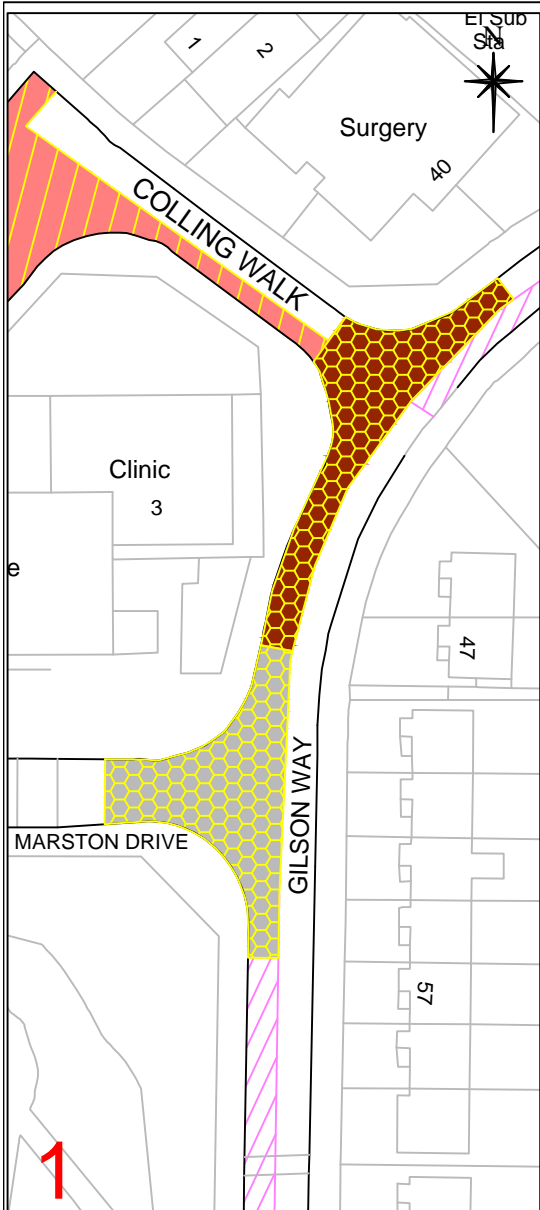 El Sub
Sta
N
1
2
Surgery
40
COLLING WALK
Clinic
3
e
47
GILSON WAY
MARSTON DRIVE
57
1